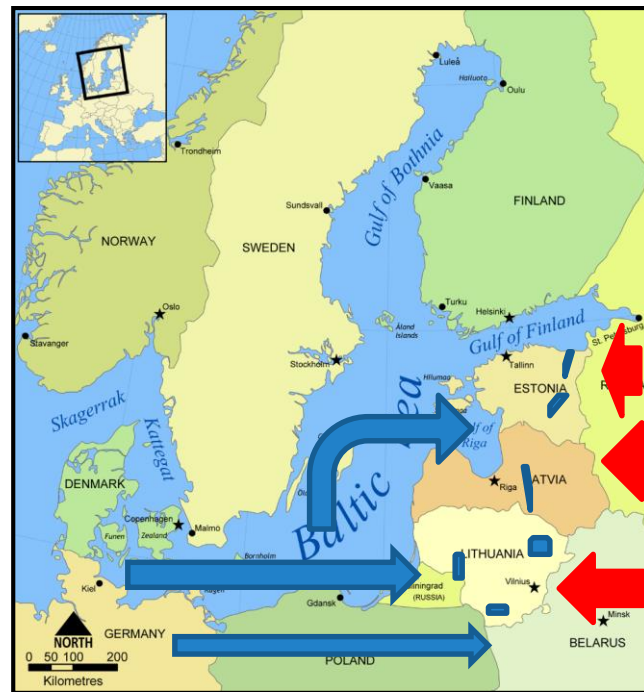 Luleå
Hailuoto
Oulu
Trondheim
Gulf of Bothnia
Vaasa
Sundsvall
FINLAND
NORWAY
SWEDEN
Turku
Helsinki
Oslo
Åland
Islands
Gulf of Finland
St. Petersburg
Stavanger
Tallinn
Stockholm
Hiiumaa
ESTONIA
R
Skagerrak
Kattegat
Gulf of
Riga
DENMARK
Riga
ATVIA
Copenhagen
Malmö
Funen
Zealand
Baltic
ea
LITHUANIA
Bornholm
Kiel
Vilnius
Gdansk
iningrad
(RUSSIA)
Minsk
NORTH
GERMANY
POLAND
BELARUS
0 50 100 200
Kilometres